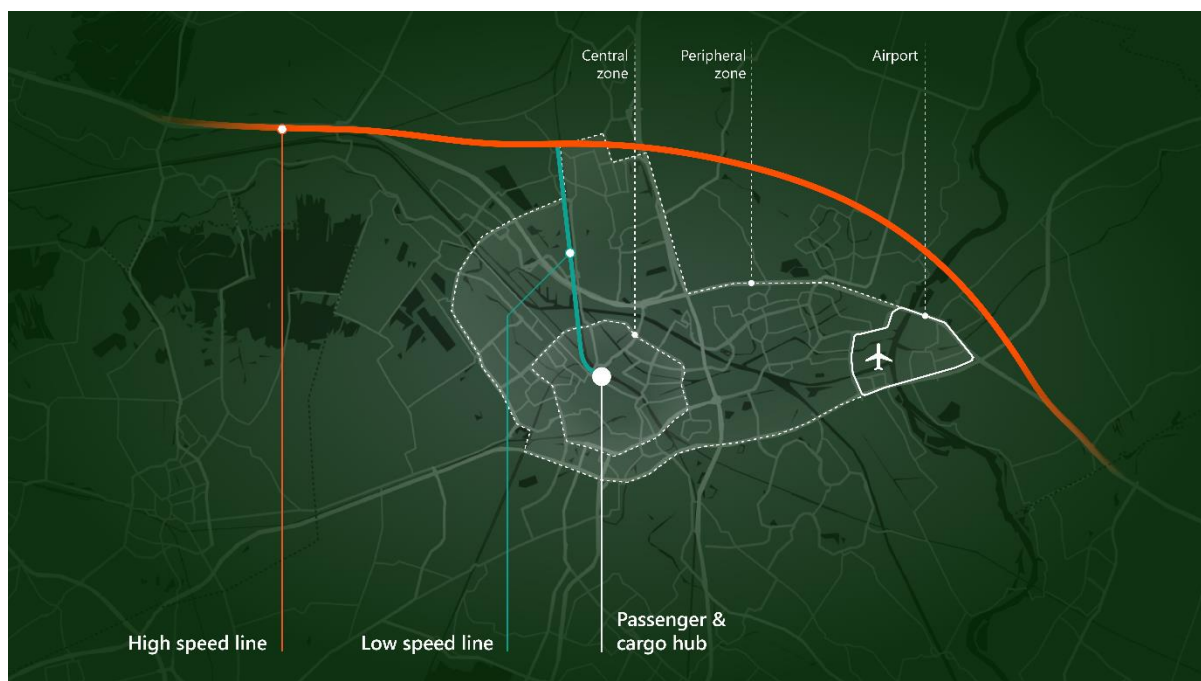 Central
zone
Peripheral
zone
Airport
High speed line
Low speed line
Passenger &
cargo hub